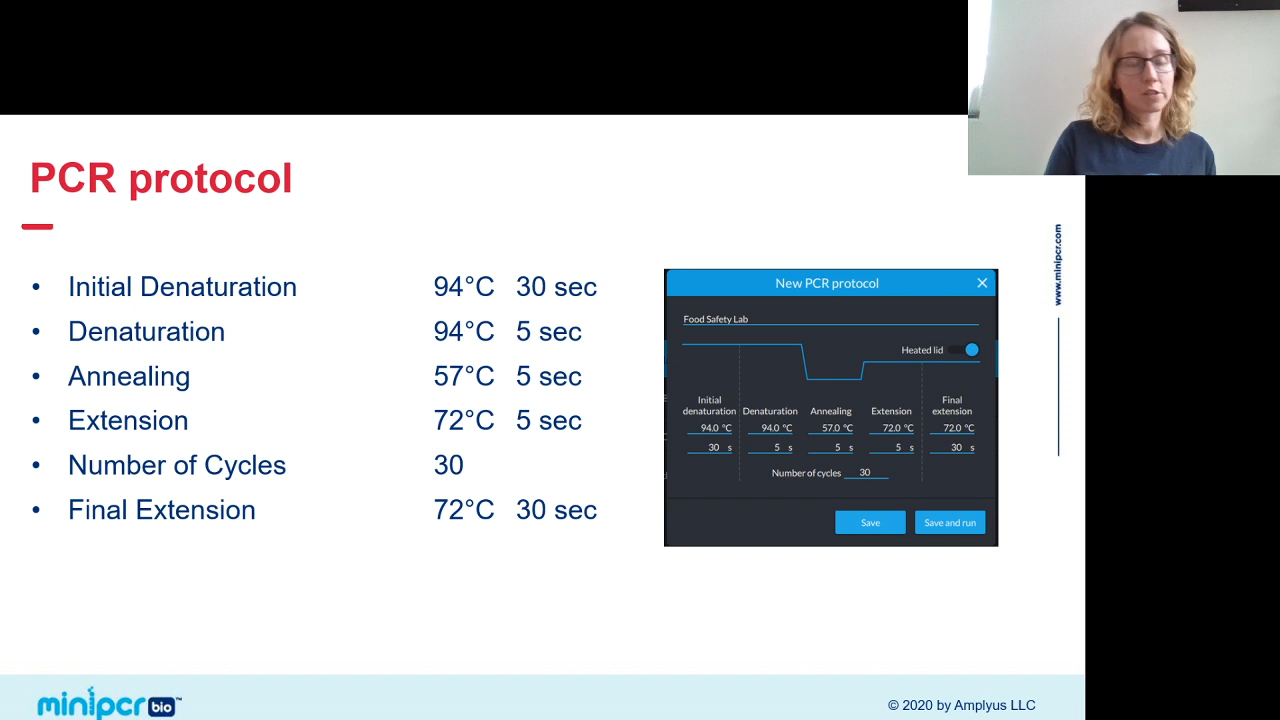 PCR protocol
• Initial Denaturation 94°C 30 sec
• Denaturation 94°C 5 sec
• Annealing 57°C 5 sec
• Extension 72°C 5 sec
• Number of Cycles 30
• Final Extension 72°C 30 sec
New PCR protocol
Food Safety Lab
Heated lid
Initial denaturation
Denaturation
Annealing
Extension
Final extension
94.0 °C 94.0 °C 57.0 °C 72.0 °C 72.0 °C
30 s 5 s 5 s 5 s 30 s
Number of cycles 30
Save Save and run
www.minipcr.com
minipcr bio™
© 2020 by Amplyus LLC